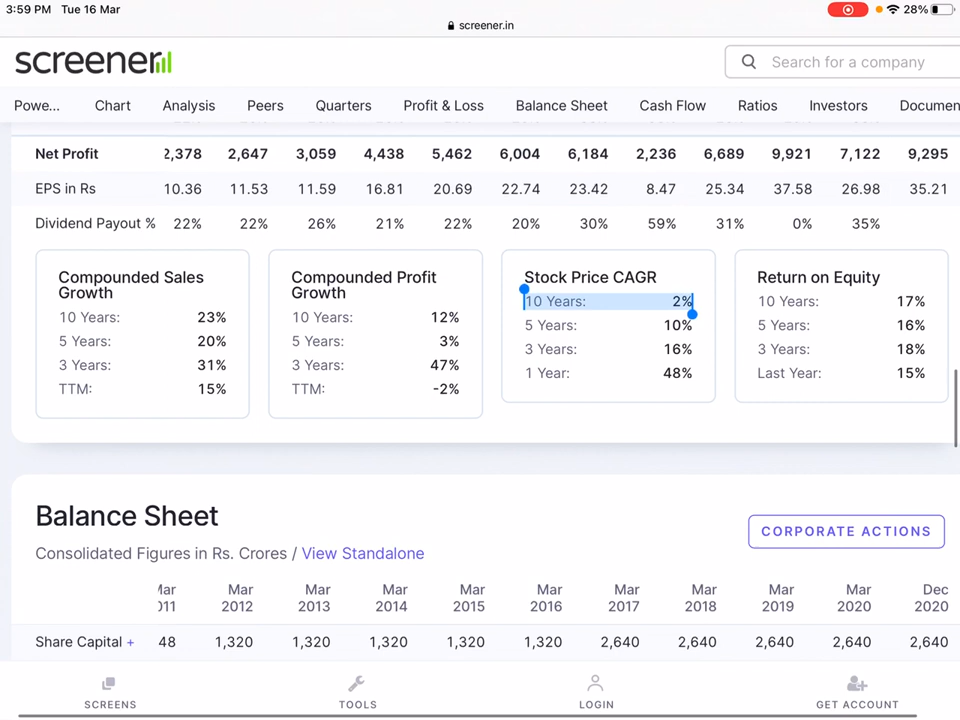 3:59 PM Tue 16 Mar
28%
screener.in
screener
Search for a company
Powe... Chart Analysis Peers Quarters Profit & Loss Balance Sheet Cash Flow Ratios Investors Documen
Net Profit 2,378 2,647 3,059 4,438 5,462 6,004 6,184 2,236 6,689 9,921 7,122 9,295
EPS in Rs 10.36 11.53 11.59 16.81 20.69 22.74 23.42 8.47 25.34 37.58 26.98 35.21
Dividend Payout % 22% 22% 26% 21% 22% 20% 30% 59% 31% 0% 35%
Compounded Sales
Growth
10 Years: 23%
5 Years: 20%
3 Years: 31%
TTM: 15%
Compounded Profit
Growth
10 Years: 12%
5 Years: 3%
3 Years: 47%
TTM: -2%
Stock Price CAGR
10 Years: 2%
5 Years: 10%
3 Years: 16%
1 Year: 48%
Return on Equity
10 Years: 17%
5 Years: 16%
3 Years: 18%
Last Year: 15%
Balance Sheet
CORPORATE ACTIONS
Consolidated Figures in Rs. Crores / View Standalone
Mar Mar Mar Mar Mar Mar Mar Mar Mar Dec
2012 2013 2014 2015 2016 2017 2018 2019 2020 2020
Share Capital + 48 1,320 1,320 1,320 1,320 1,320 2,640 2,640 2,640 2,640 2,640
SCREENS TOOLS LOGIN GET ACCOUNT